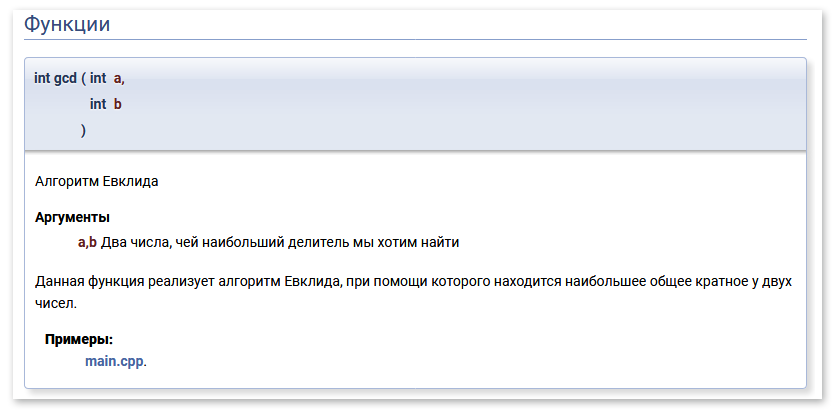 Функции
int gcd ( int a,
int b
)
Алгоритм Евклида
Аргументы
a,b Два числа, чей наибольший делитель мы хотим найти
Данная функция реализует алгоритм Евклида, при помощи которого находится наибольшее общее кратное у двух
чисел.
Примеры:
main.cpp.